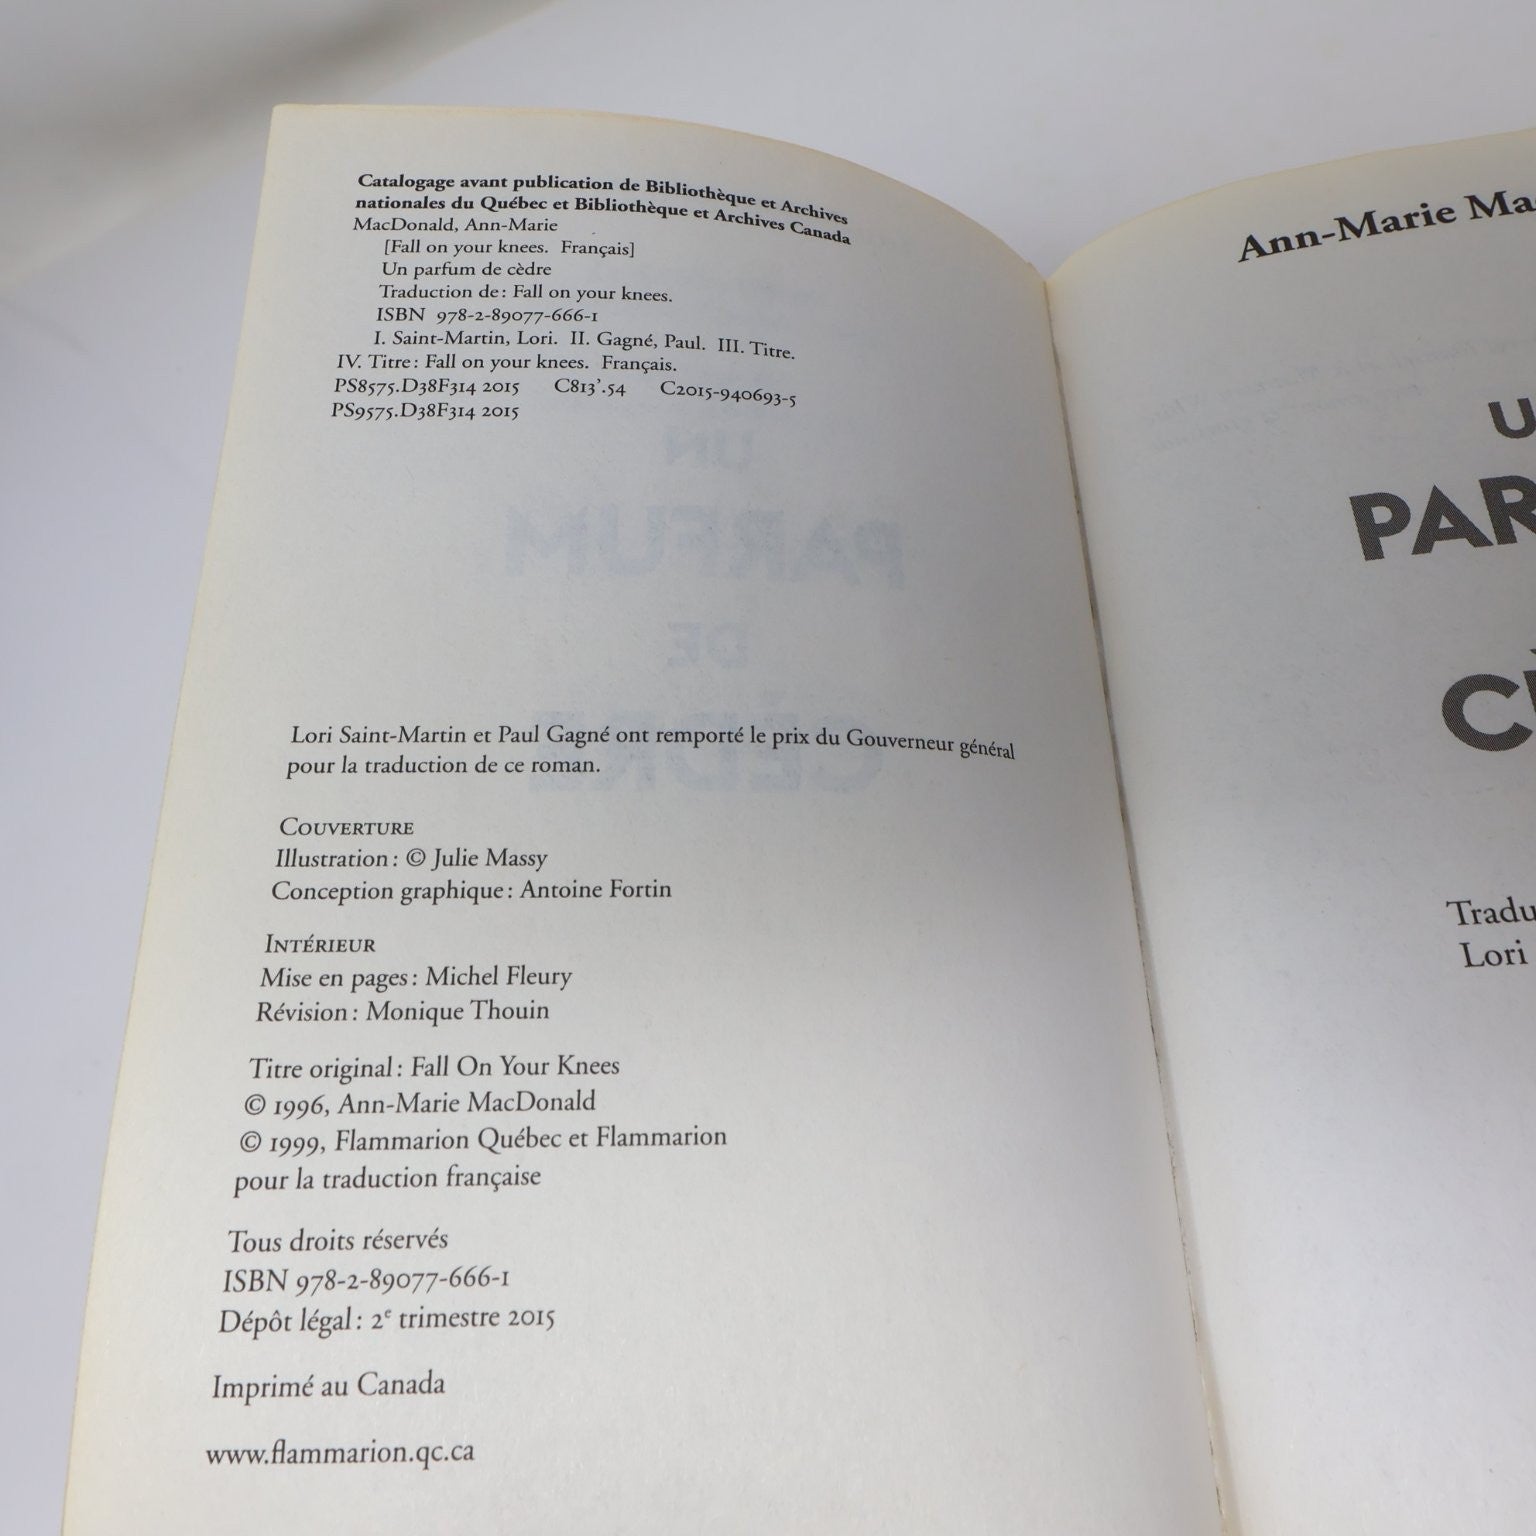 Catalogage avant publication de Bibliothèque et Archives
nationales du Québec et Bibliothèque et Archives Canada
MacDonald, Ann-Marie
[Fall on your knees. Français]
Un parfum de cèdre
Traduction de : Fall on your knees.
ISBN 978-2-89077-666-1
I. Saint-Martin, Lori. II. Gagné, Paul. III. Titre.
IV. Titre : Fall on your knees. Français.
PS8575.D38F314 2015 C813’.54 C2015-940693-5
PS9575.D38F314 2015
Lori Saint-Martin et Paul Gagné ont remporté le prix du Gouverneur général
pour la traduction de ce roman.
COUVERTURE
Illustration : © Julie Massy
Conception graphique : Antoine Fortin
INTÉRIEUR
Mise en pages : Michel Fleury
Révision : Monique Thouin
Titre original : Fall On Your Knees
© 1996, Ann-Marie MacDonald
© 1999, Flammarion Québec et Flammarion
pour la traduction française
Tous droits réservés
ISBN 978-2-89077-666-1
Dépôt légal : 2e trimestre 2015
Imprimé au Canada
www.flammarion.qc.ca
Ann-Marie Mac
U
PAR
CÈ
Tradu
Lori